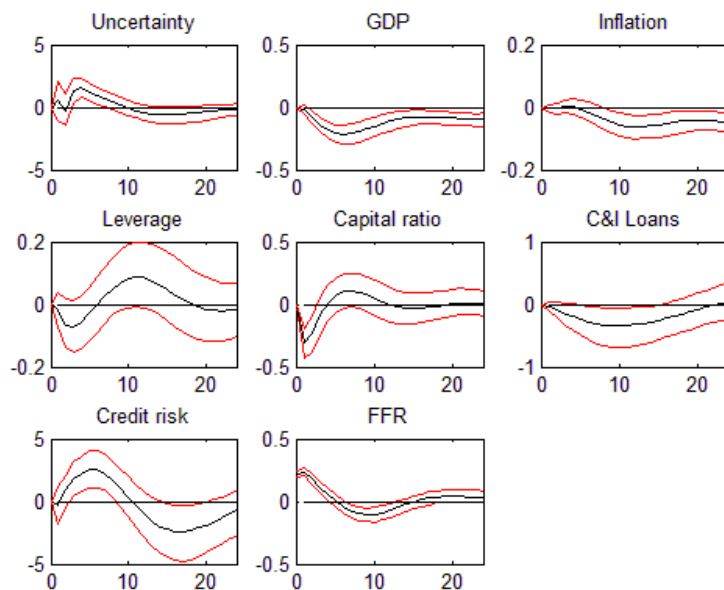 Uncertainty GDP Inflation
5 0.5 0.2
0 0 0
-5 -0.5 -0.2
0 10 20 0 10 20 0 10 20
Leverage Capital ratio C&I Loans
0.2 0.5 1
0 0 0
-0.2 -0.5 -1
0 10 20 0 10 20 0 10 20
Credit risk FFR
5 0.5
0 0
-5 -0.5
0 10 20 0 10 20